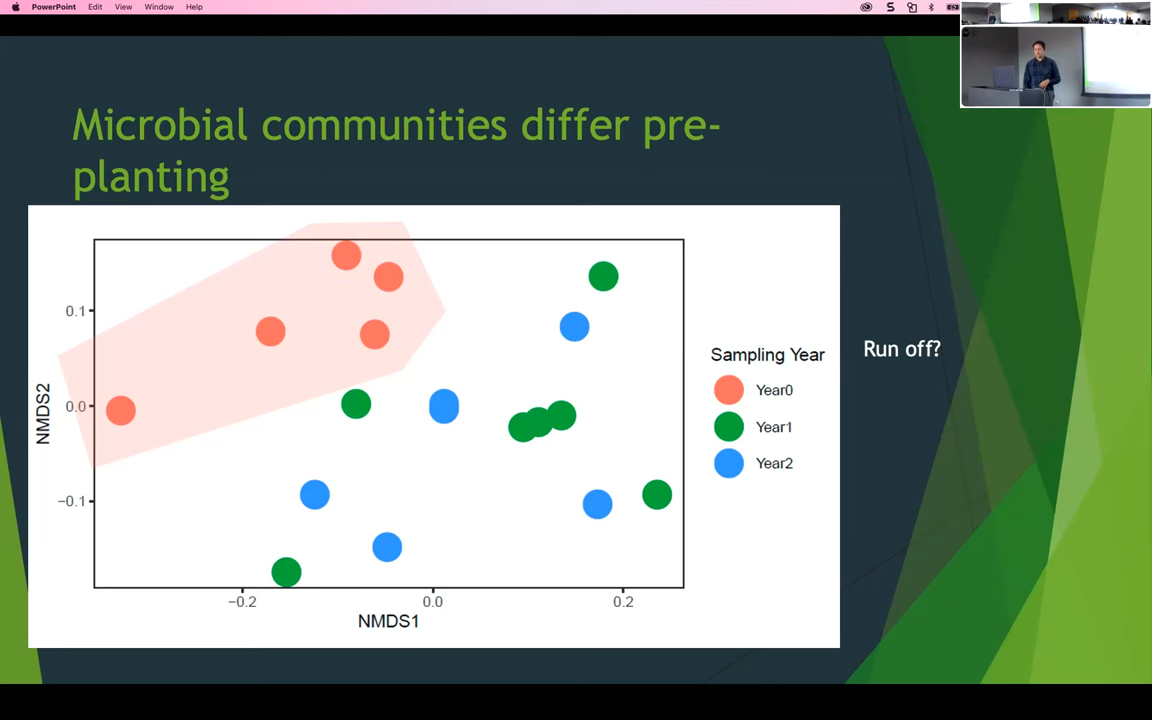 PowerPoint Edit View Window Help
Microbial communities differ pre-
planting
0.1
0.0
−0.1
NMDS2
−0.2 0.0 0.2
NMDS1
Sampling Year
Year0
Year1
Year2
Run off?